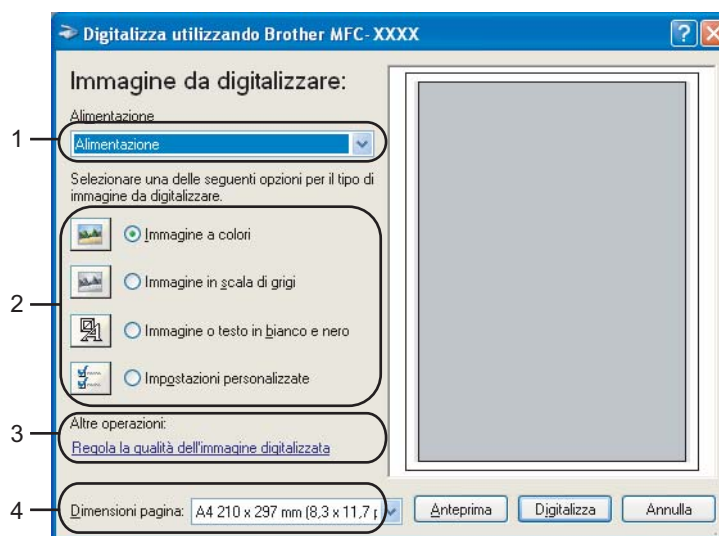 Digitalizza utilizzando Brother MFC-XXXX
Immagine da digitalizzare:
Alimentazione
1
Alimentazione
Selezionare una delle seguenti opzioni per il tipo di
immagine da digitalizzare.
2
Immagine a colori
Immagine in scala di grigi
Immagine o testo in bianco e nero
Impostazioni personalizzate
3
Altre operazioni:
Regola la qualità dell'immagine digitalizzata
4
Dimensioni pagina:
A4 210 x 297 mm (8,3 x 11,7 p
Anteprima
Digitalizza
Annulla